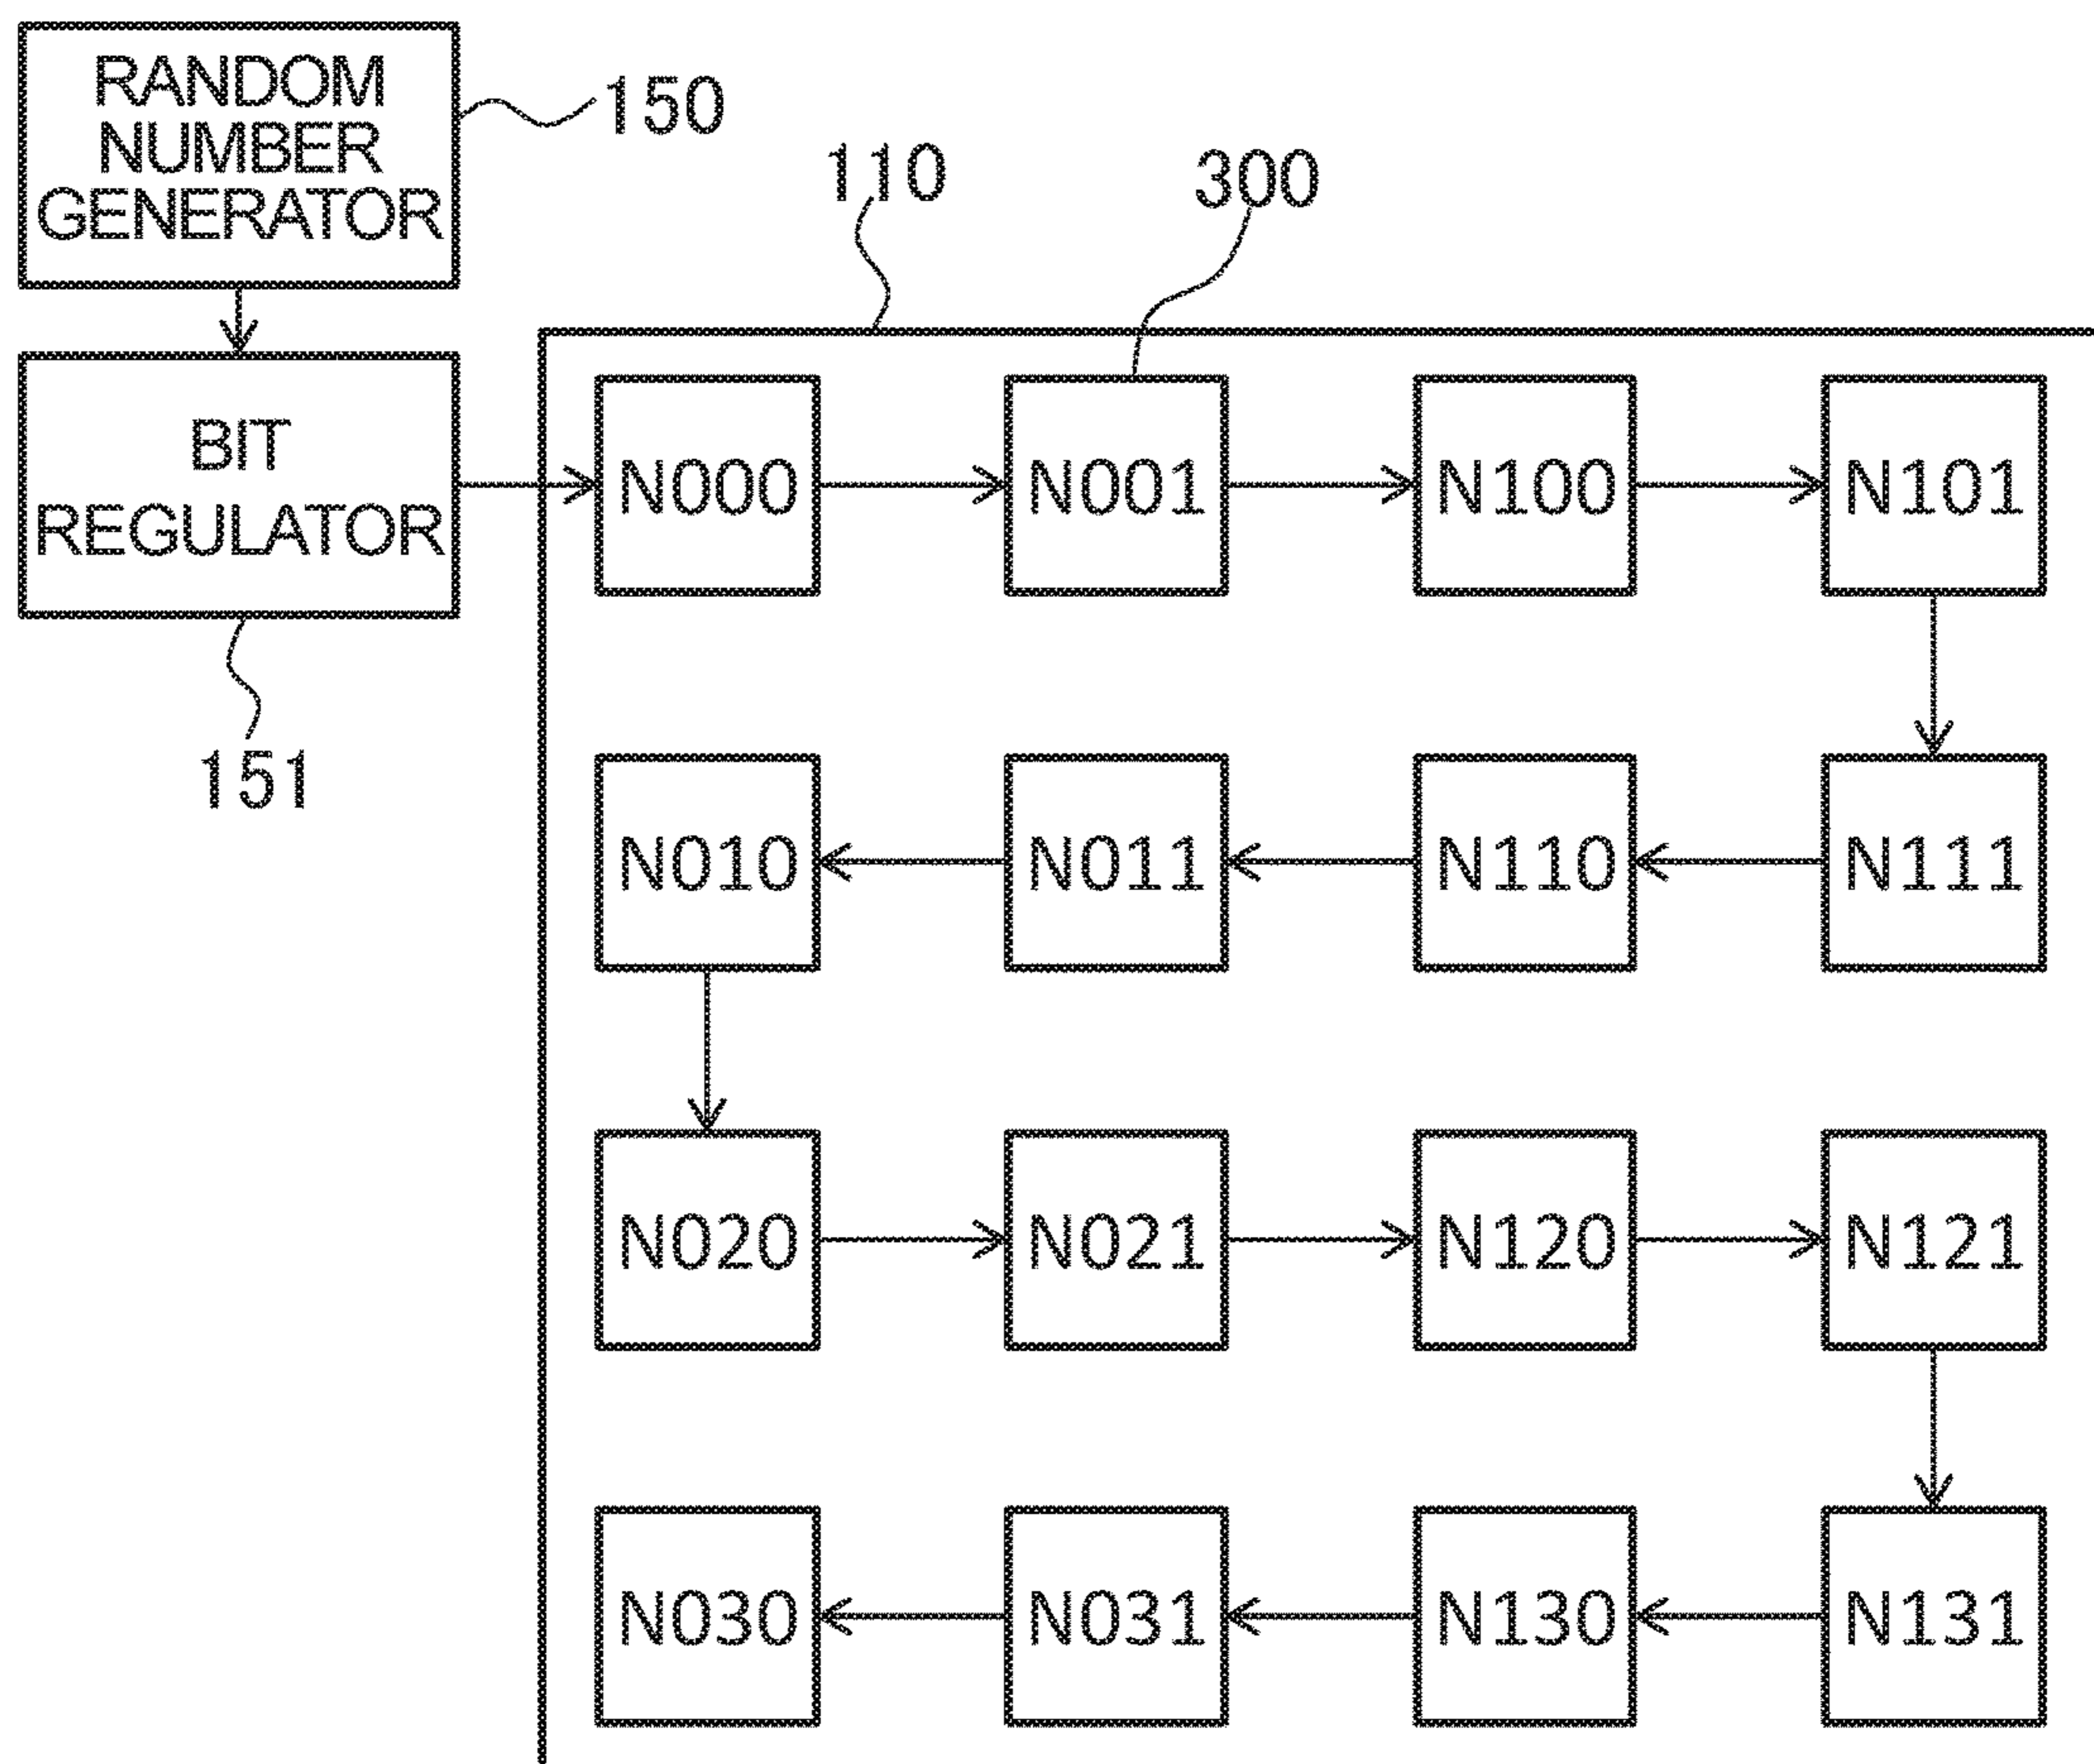 RANDOM
NUMBER
GENERATOR
150
110
300
BIT
REGULATOR
151
N000
N001
N100
N101
N010
N011
N110
N111
N020
N021
N120
N121
N030
N031
N130
N131